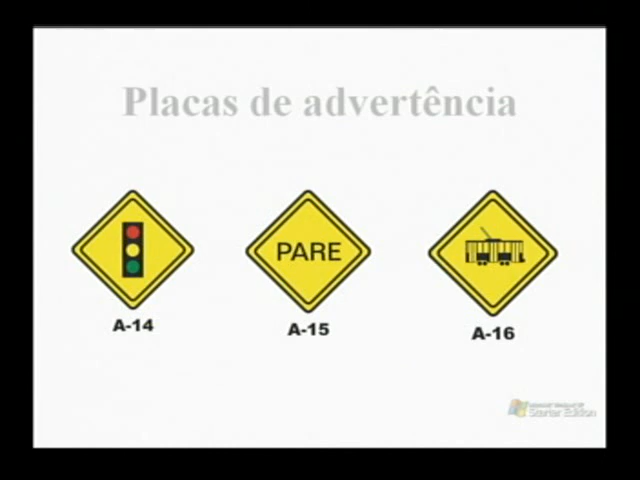 Placas de advertência
PARE
A-14
A-15
A-16
Starter Edition